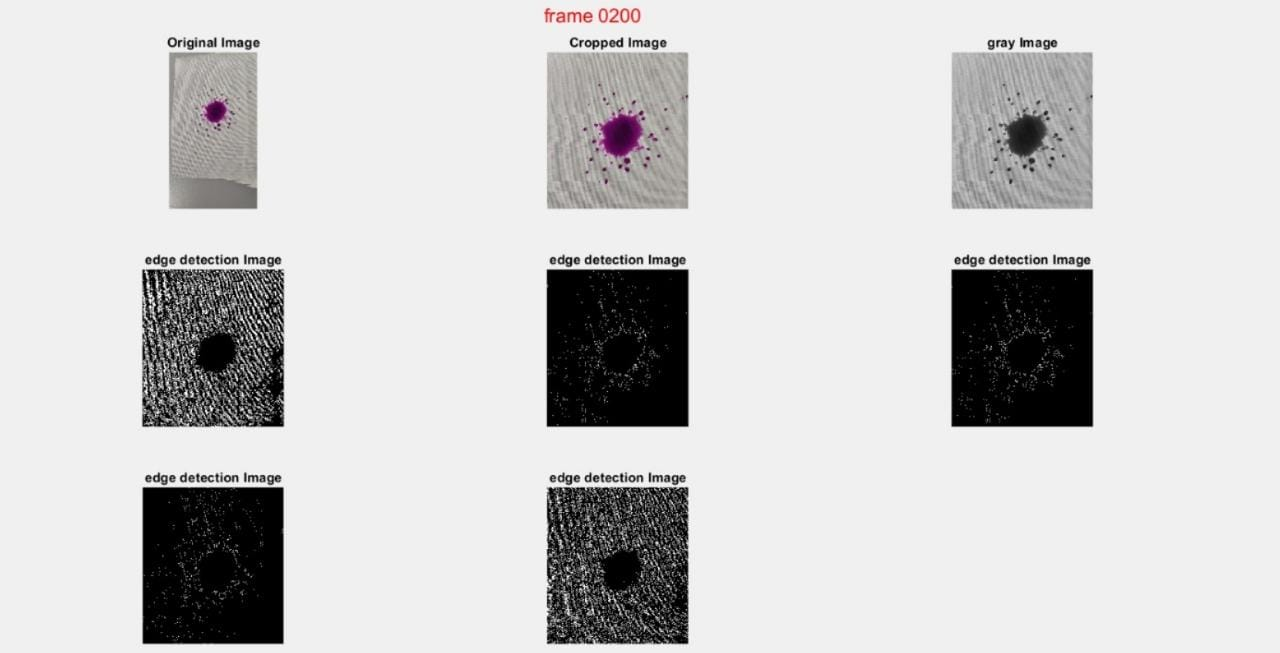 frame 0200
Original Image
Cropped Image
gray Image
edge detection Image
edge detection Image
edge detection Image
edge detection Image
edge detection Image